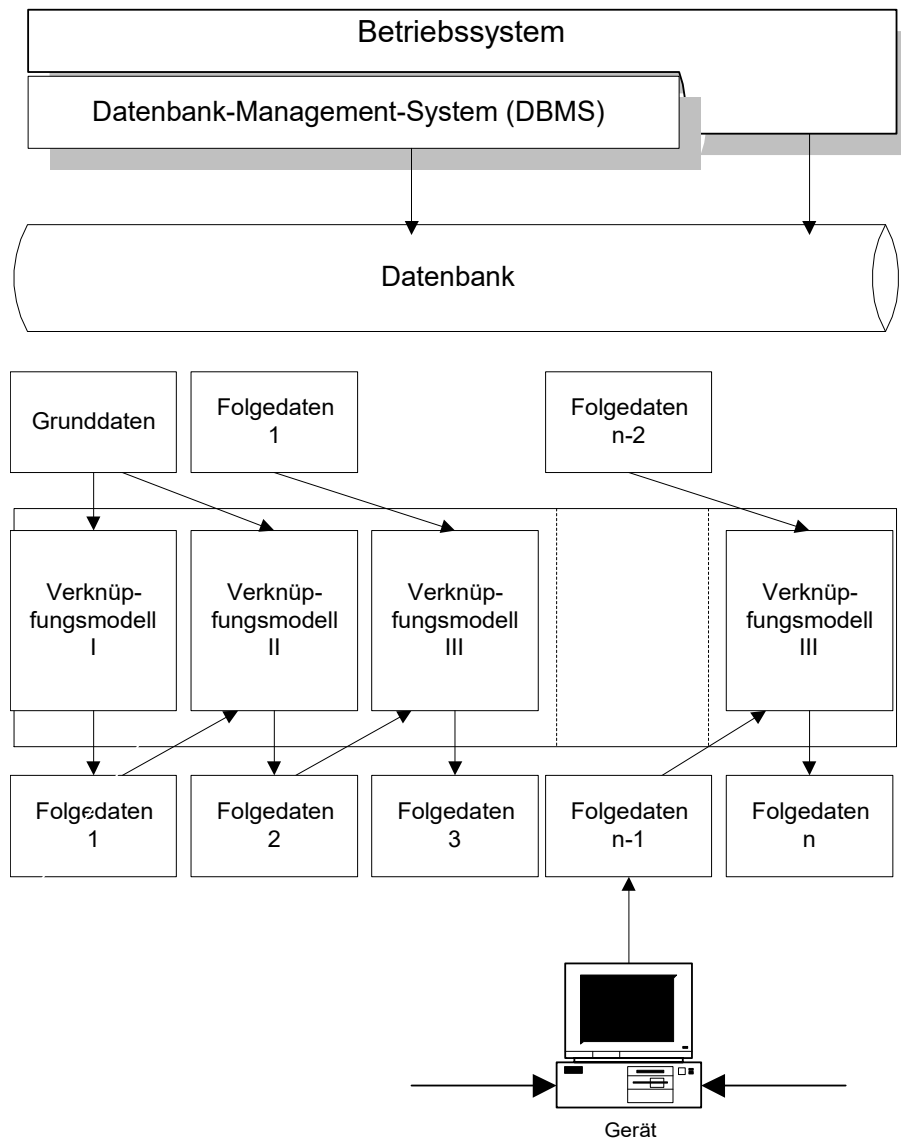 Betriebssystem
Datenbank-Management-System (DBMS)
Datenbank
Grunddaten
Folgedaten
1
Folgedaten
n-2
Verknüp-
fungsmodell
I
Verknüp-
fungsmodell
II
Verknüp-
fungsmodell
III
Verknüp-
fungsmodell
III
Folgedaten
1
Folgedaten
2
Folgedaten
3
Folgedaten
n-1
Folgedaten
n
Gerät